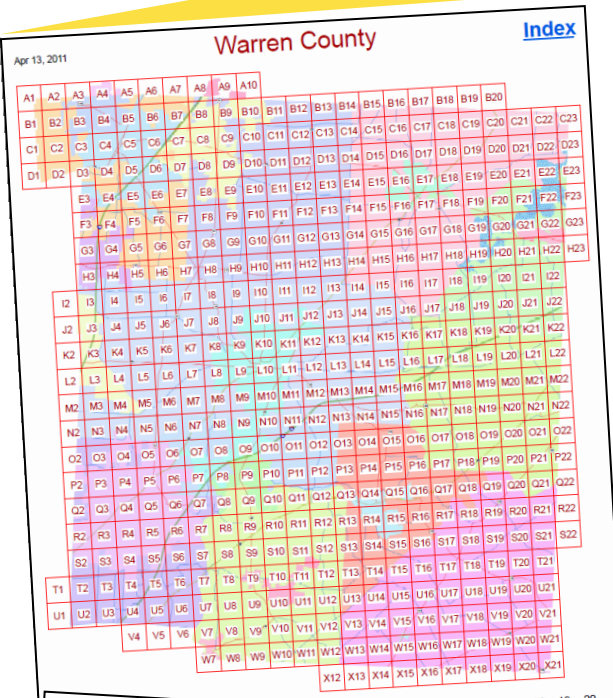 Apr 13, 2011
Warren County
Index
A1 A2 A3 A4 A5 A6 A7 A8 A9 A10
B1 B2 B3 B4 B5 B6 B7 B8 B9 B10 B11 B12 B13 B14 B15 B16 B17 B18 B19 B20
C1 C2 C3 C4 C5 C6 C7 C8 C9 C10 C11 C12 C13 C14 C15 C16 C17 C18 C19 C20 C21 C22 C23
D1 D2 D3 D4 D5 D6 D7 D8 D9 D10 D11 D12 D13 D14 D15 D16 D17 D18 D19 D20 D21 D22 D23
E3 E4 E5 E6 E7 E8 E9 E10 E11 E12 E13 E14 E15 E16 E17 E18 E19 E20 E21 E22 E23
F3 F4 F5 F6 F7 F8 F9 F10 F11 F12 F13 F14 F15 F16 F17 F18 F19 F20 F21 F22 F23
G3 G4 G5 G6 G7 G8 G9 G10 G11 G12 G13 G14 G15 G16 G17 G18 G19 G20 G21 G22 G23
H3 H4 H5 H6 H7 H8 H9 H10 H11 H12 H13 H14 H15 H16 H17 H18 H19 H20 H21 H22 H23
I2 I3 I4 I5 I6 I7 I8 I9 I10 I11 I12 I13 I14 I15 I16 I17 I18 I19 I20 I21 I22
J2 J3 J4 J5 J6 J7 J8 J9 J10 J11 J12 J13 J14 J15 J16 J17 J18 J19 J20 J21 J22
K2 K3 K4 K5 K6 K7 K8 K9 K10 K11 K12 K13 K14 K15 K16 K17 K18 K19 K20 K21 K22
L2 L3 L4 L5 L6 L7 L8 L9 L10 L11 L12 L13 L14 L15 L16 L17 L18 L19 L20 L21 L22
M2 M3 M4 M5 M6 M7 M8 M9 M10 M11 M12 M13 M14 M15 M16 M17 M18 M19 M20 M21 M22
N2 N3 N4 N5 N6 N7 N8 N9 N10 N11 N12 N13 N14 N15 N16 N17 N18 N19 N20 N21 N22
O2 O3 O4 O5 O6 O7 O8 O9 O10 O11 O12 O13 O14 O15 O16 O17 O18 O19 O20 O21 O22
P2 P3 P4 P5 P6 P7 P8 P9 P10 P11 P12 P13 P14 P15 P16 P17 P18 P19 P20 P21 P22
Q2 Q3 Q4 Q5 Q6 Q7 Q8 Q9 Q10 Q11 Q12 Q13 Q14 Q15 Q16 Q17 Q18 Q19 Q20 Q21 Q22
R2 R3 R4 R5 R6 R7 R8 R9 R10 R11 R12 R13 R14 R15 R16 R17 R18 R19 R20 R21 R22
S2 S3 S4 S5 S6 S7 S8 S9 S10 S11 S12 S13 S14 S15 S16 S17 S18 S19 S20 S21 S22
T1 T2 T3 T4 T5 T6 T7 T8 T9 T10 T11 T12 T13 T14 T15 T16 T17 T18 T19 T20 T21
U1 U2 U3 U4 U5 U6 U7 U8 U9 U10 U11 U12 U13 U14 U15 U16 U17 U18 U19 U20 U21
V4 V5 V6 V7 V8 V9 V10 V11 V12 V13 V14 V15 V16 V17 V18 V19 V20 V21
W7 W8 W9 W10 W11 W12 W13 W14 W15 W16 W17 W18 W19 W20 W21
X12 X13 X14 X15 X16 X17 X18 X19 X20 X21